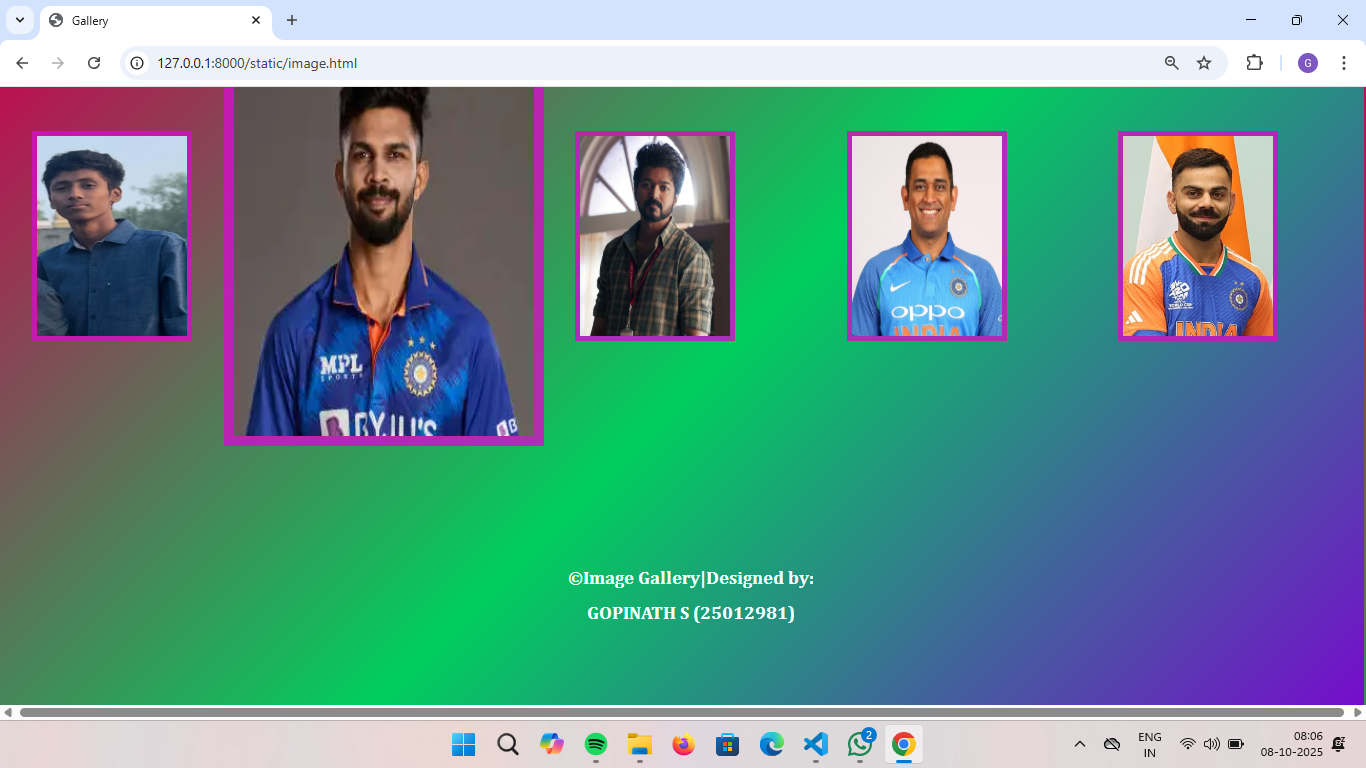 Gallery
127.0.0.1:8000/static/image.html
G
MPL
SPORTS
BYJU'S
B
oppo
INDIA
INDIA
©Image Gallery|Designed by:
GOPINATH S (25012981)
2
ENG
IN
08:06
08-10-2025